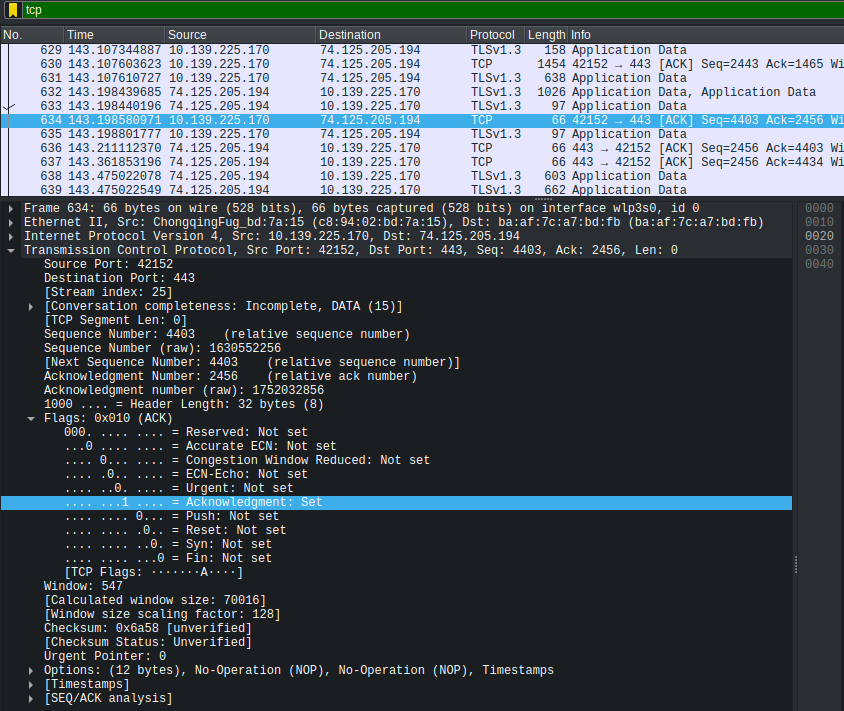 tcp
No. Time Source Destination Protocol Length Info
629 143.107344887 10.139.225.170 74.125.205.194 TLSv1.3 158 Application Data
630 143.107603623 10.139.225.170 74.125.205.194 TCP 1454 42152 → 443 [ACK] Seq=2443 Ack=1465 Wi
631 143.107610727 10.139.225.170 74.125.205.194 TLSv1.3 638 Application Data
632 143.198439685 74.125.205.194 10.139.225.170 TLSv1.3 1026 Application Data, Application Data
633 143.198440196 74.125.205.194 10.139.225.170 TLSv1.3 97 Application Data
634 143.198580971 10.139.225.170 74.125.205.194 TCP 66 42152 → 443 [ACK] Seq=4403 Ack=2456 Wi
635 143.198801777 10.139.225.170 74.125.205.194 TLSv1.3 97 Application Data
636 143.211112370 74.125.205.194 10.139.225.170 TCP 66 443 → 42152 [ACK] Seq=2456 Ack=4403 Wi
637 143.361853196 74.125.205.194 10.139.225.170 TCP 66 443 → 42152 [ACK] Seq=2456 Ack=4434 Wi
638 143.475022078 74.125.205.194 10.139.225.170 TLSv1.3 603 Application Data
639 143.475022549 74.125.205.194 10.139.225.170 TLSv1.3 662 Application Data
Frame 634: 66 bytes on wire (528 bits), 66 bytes captured (528 bits) on interface wlp3s0, id 0 0000
Ethernet II, Src: ChongqingFug_bd:7a:15 (c8:94:02:bd:7a:15), Dst: ba:af:7c:a7:bd:fb (ba:af:7c:a7:bd:fb) 0010
Internet Protocol Version 4, Src: 10.139.225.170, Dst: 74.125.205.194 0020
Transmission Control Protocol, Src Port: 42152, Dst Port: 443, Seq: 4403, Ack: 2456, Len: 0 0030
Source Port: 42152 0040
Destination Port: 443
[Stream index: 25]
[Conversation completeness: Incomplete, DATA (15)]
[TCP Segment Len: 0]
Sequence Number: 4403 (relative sequence number)
Sequence Number (raw): 1630552256
[Next Sequence Number: 4403 (relative sequence number)]
Acknowledgment Number: 2456 (relative ack number)
Acknowledgment number (raw): 1752032856
1000 .... = Header Length: 32 bytes (8)
Flags: 0x010 (ACK)
000. .... .... = Reserved: Not set
...0 .... .... = Accurate ECN: Not set
.... 0... .... = Congestion Window Reduced: Not set
.... .0.. .... = ECN-Echo: Not set
.... ..0. .... = Urgent: Not set
.... ...1 .... = Acknowledgment: Set
.... .... 0... = Push: Not set
.... .... .0.. = Reset: Not set
.... .... ..0. = Syn: Not set
.... .... ...0 = Fin: Not set
[TCP Flags: ·······A····]
Window: 547
[Calculated window size: 70016]
[Window size scaling factor: 128]
Checksum: 0x6a58 [unverified]
[Checksum Status: Unverified]
Urgent Pointer: 0
Options: (12 bytes), No-Operation (NOP), No-Operation (NOP), Timestamps
[Timestamps]
[SEQ/ACK analysis]